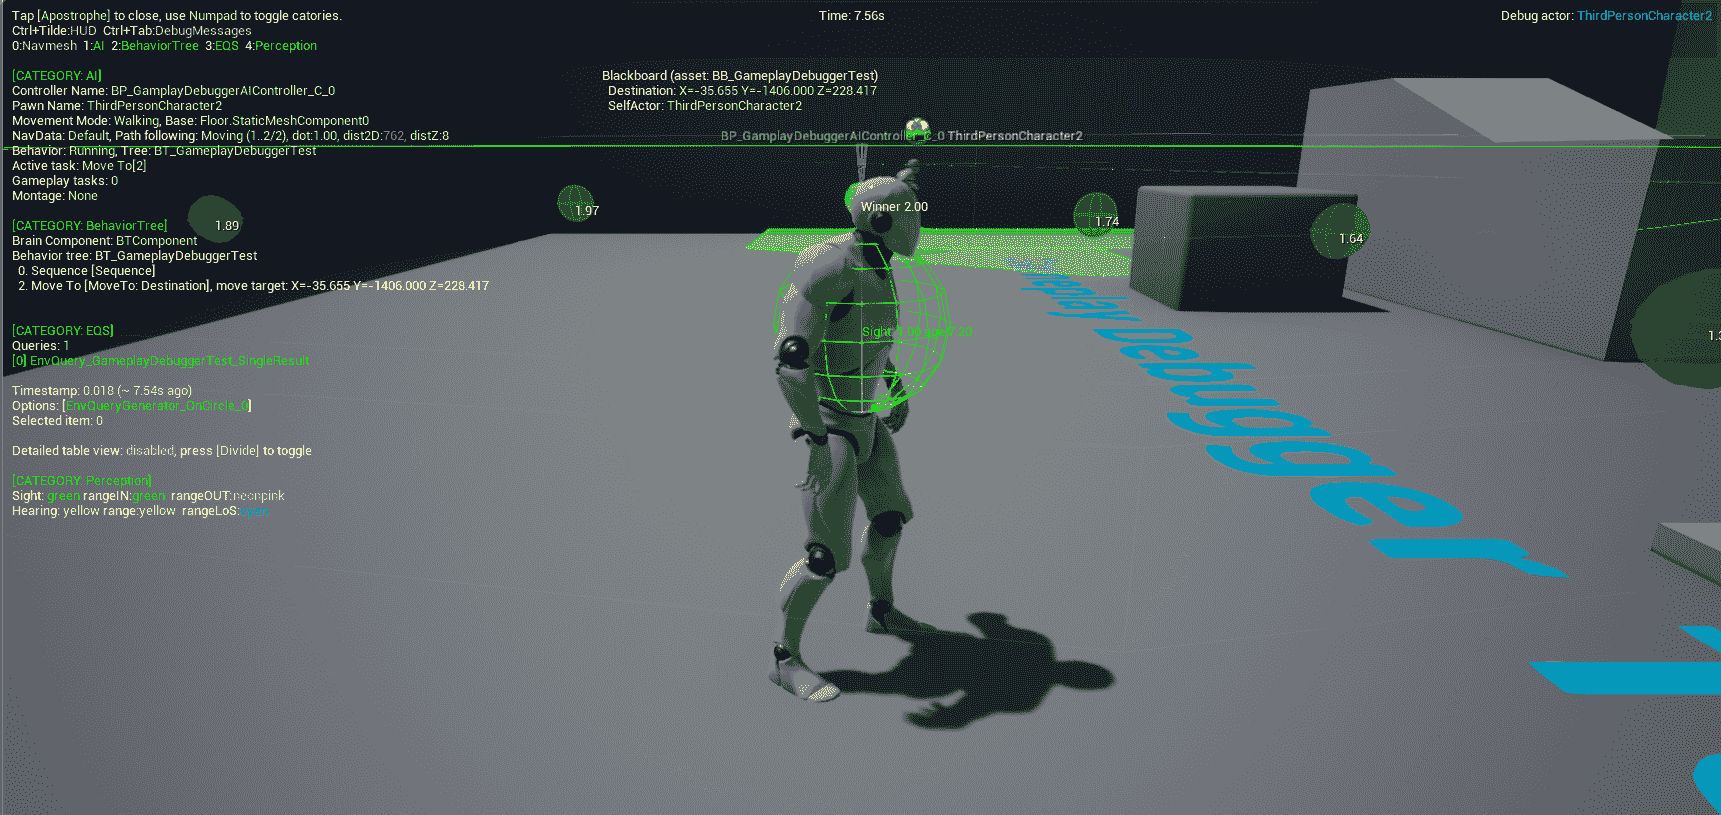 Tap [Apostrophe] to close, use Numpad to toggle catories.
Ctrl+Tilde:HUD Ctrl+Tab:DebugMessages
0:Navmesh 1:AI 2:BehaviorTree 3:EQS 4:Perception
Time: 7.56s
Debug actor: ThirdPersonCharacter2
[CATEGORY: AI]
Controller Name: BP_GamplayDebuggerAIController_C_0
Pawn Name: ThirdPersonCharacter2
Movement Mode: Walking, Base: Floor.StaticMeshComponent0
NavData: Default, Path following: Moving (1..2/2), dot:1.00, dist2D:762, distZ:8
Behavior: Running, Tree: BT_GameplayDebuggerTest
Active task: Move To[2]
Gameplay tasks: 0
Montage: None
[CATEGORY: BehaviorTree]
Brain Component: BTComponent
Behavior tree: BT_GameplayDebuggerTest
0. Sequence [Sequence]
2. Move To [MoveTo: Destination], move target: X=-35.655 Y=-1406.000 Z=228.417
[CATEGORY: EQS]
Queries: 1
[0] EnvQuery_GameplayDebuggerTest_SingleResult
Timestamp: 0.018 (~ 7.54s ago)
Options: [EnvQueryGenerator_OnCircle_0]
Selected item: 0
Detailed table view: disabled, press [Divide] to toggle
[CATEGORY: Perception]
Sight: green rangeIN:green rangeOUT:neonpink
Hearing: yellow range:yellow rangeLoS:
Blackboard (asset: BB_GameplayDebuggerTest)
Destination: X=-35.655 Y=-1406.000 Z=228.417
SelfActor: ThirdPersonCharacter2
BP_GamplayDebuggerAIController_C_0 ThirdPersonCharacter2
1.89
1.97
Winner 2.00
1.74
1.64
Sight:
Debugger